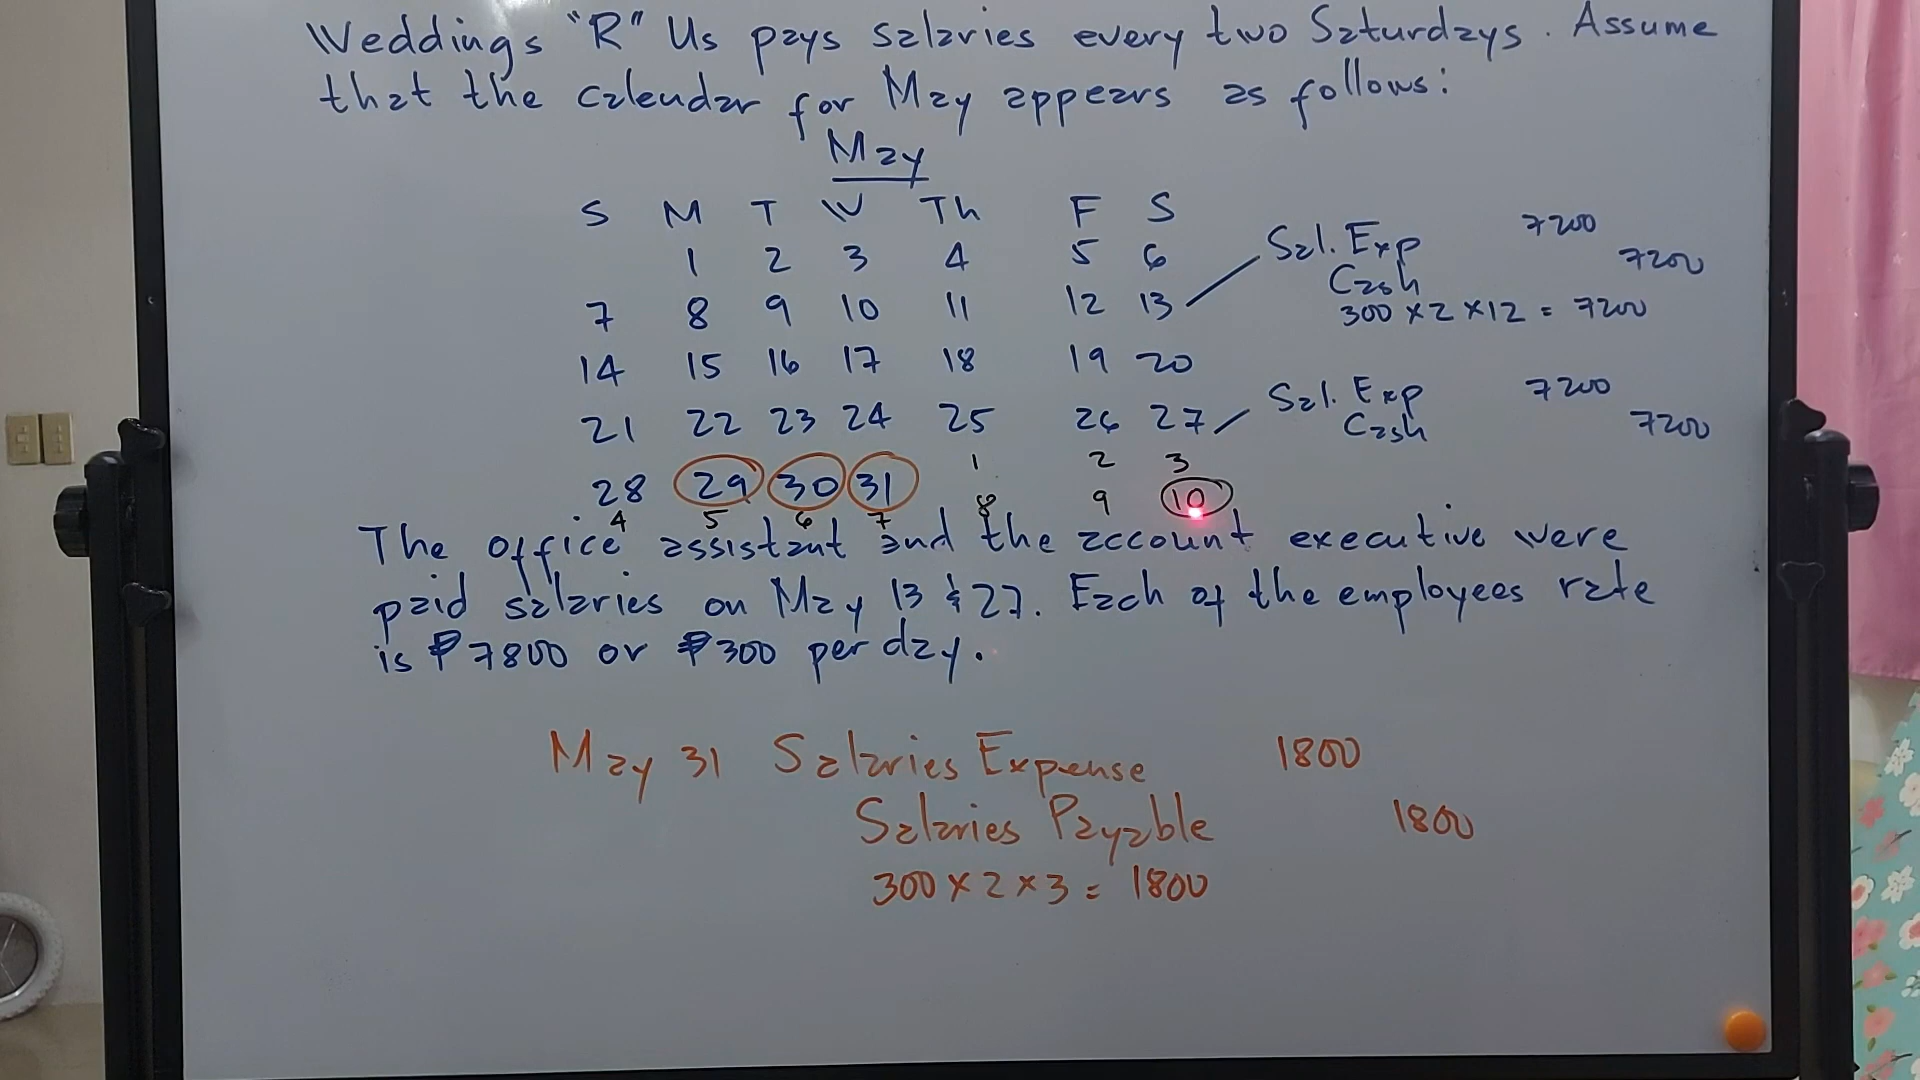 Weddings "R" Us pays salaries every two Saturdays. Assume
that the calendar for May appears as follows:
May
S M T W Th F S
1 2 3 4 5 6
7 8 9 10 11 12 13
14 15 16 17 18 19 20
21 22 23 24 25 26 27
28 29 30 31 1 2 3
4 5 6 7 8 9 10
Sal. Exp 7200
Cash 7200
300 x 2 x 12 = 7200
Sal. Exp 7200
Cash 7200
The office assistant and the account executive were
paid salaries on May 13 & 27. Each of the employees rate
is ₱7800 or ₱300 per day.
May 31 Salaries Expense 1800
Salaries Payable 1800
300 x 2 x 3 = 1800